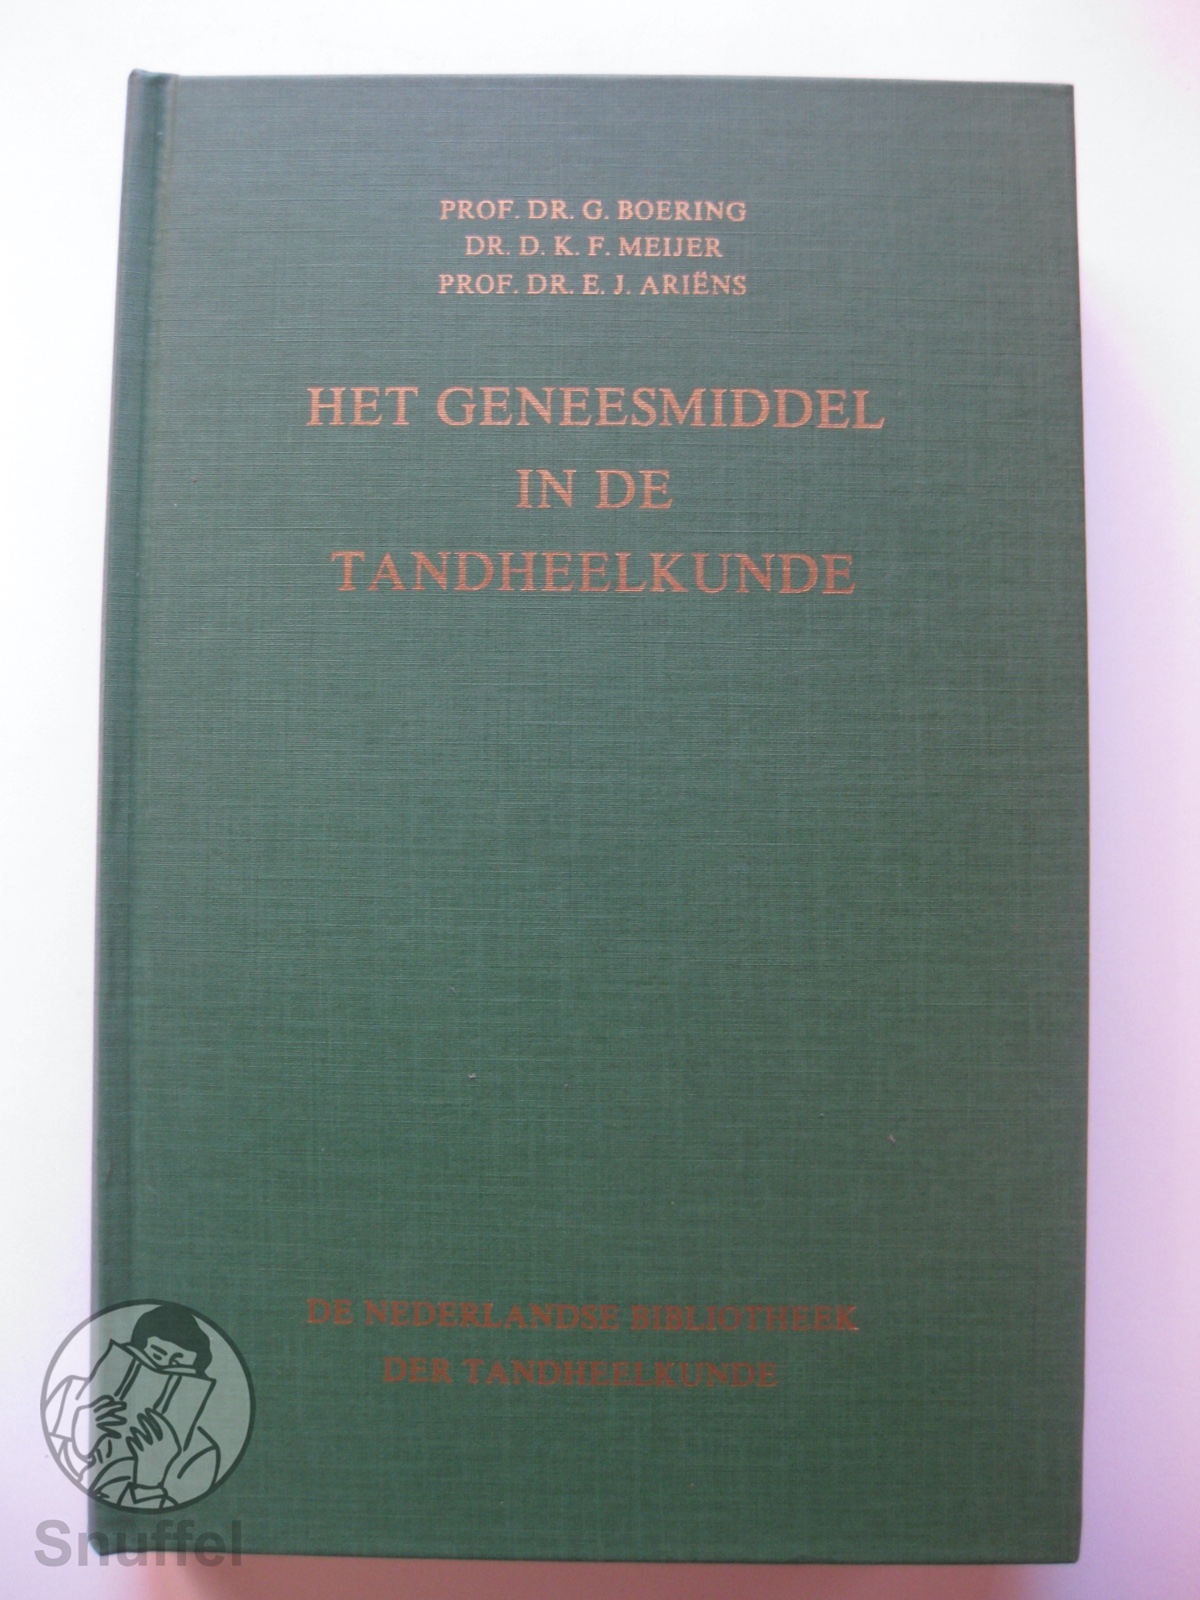 PROF. DR. G. BOERING
DR. D. K. F. MEIJER
PROF. DR. E. J. ARIËNS
HET GENEESMIDDEL
IN DE
TANDHEELKUNDE
DE NEDERLANDSE BIBLIOTHEEK
DER TANDHEELKUNDE
Snuffel